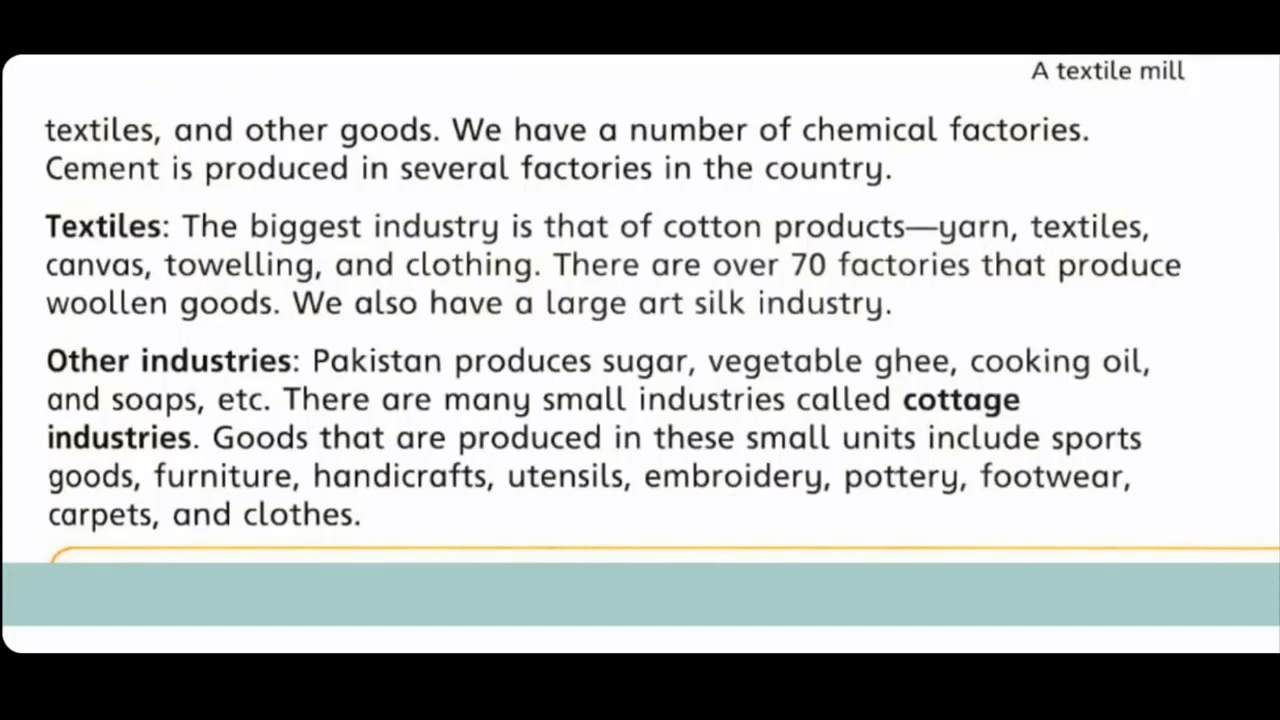 A textile mill
textiles, and other goods. We have a number of chemical factories.
Cement is produced in several factories in the country.
Textiles: The biggest industry is that of cotton products—yarn, textiles,
canvas, towelling, and clothing. There are over 70 factories that produce
woollen goods. We also have a large art silk industry.
Other industries: Pakistan produces sugar, vegetable ghee, cooking oil,
and soaps, etc. There are many small industries called cottage
industries. Goods that are produced in these small units include sports
goods, furniture, handicrafts, utensils, embroidery, pottery, footwear,
carpets, and clothes.